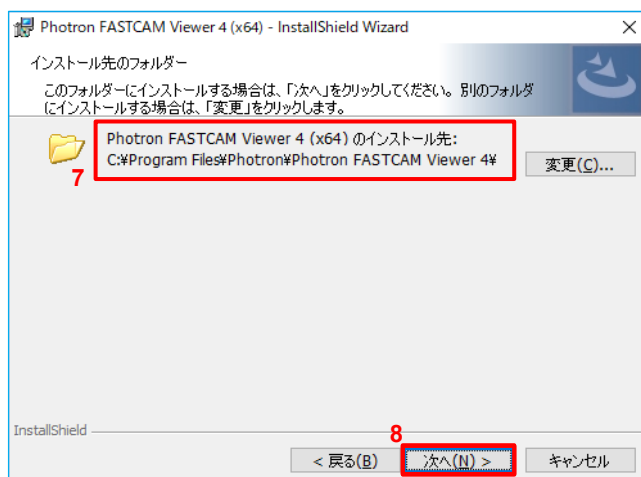 Photron FASTCAM Viewer 4 (x64) - InstallShield Wizard
インストール先のフォルダー
このフォルダーにインストールする場合は、「次へ」をクリックしてください。別のフォルダ
にインストールする場合は、「変更」をクリックします。
Photron FASTCAM Viewer 4 (x64) のインストール先:
C:¥Program Files¥Photron¥Photron FASTCAM Viewer 4¥
7
変更(C)...
InstallShield
8
< 戻る(B)
次へ(N) >
キャンセル